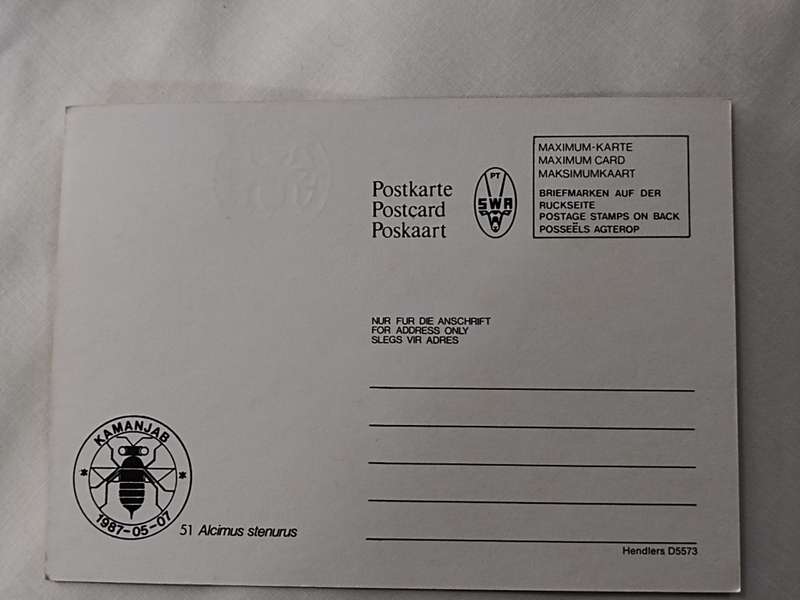 Postkarte
Postcard
Poskaart
PT
SWA
MAXIMUM-KARTE
MAXIMUM CARD
MAKSIMUMKAART
BRIEFMARKEN AUF DER
RUCKSEITE
POSTAGE STAMPS ON BACK
POSSEËLS AGTEROP
NUR FUR DIE ANSCHRIFT
FOR ADDRESS ONLY
SLEGS VIR ADRES
KAMANJAB
* *
1987-05-07
51 Alcimus stenurus
Hendlers D5573